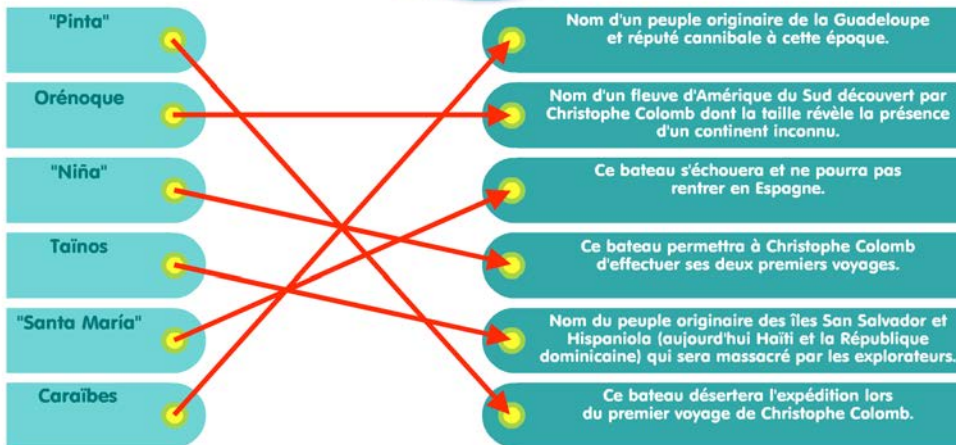 "Pinta"
Nom d'un peuple originaire de la Guadeloupe
et réputé cannibale à cette époque.
Orénoque
Nom d'un fleuve d'Amérique du Sud découvert par
Christophe Colomb dont la taille révèle la présence
d'un continent inconnu.
"Niña"
Ce bateau s'échouera et ne pourra pas
rentrer en Espagne.
Taïnos
Ce bateau permettra à Christophe Colomb
d'effectuer ses deux premiers voyages.
"Santa María"
Nom du peuple originaire des îles San Salvador et
Hispaniola (aujourd'hui Haïti et la République
dominicaine) qui sera massacré par les explorateurs.
Caraïbes
Ce bateau désertera l'expédition lors
du premier voyage de Christophe Colomb.